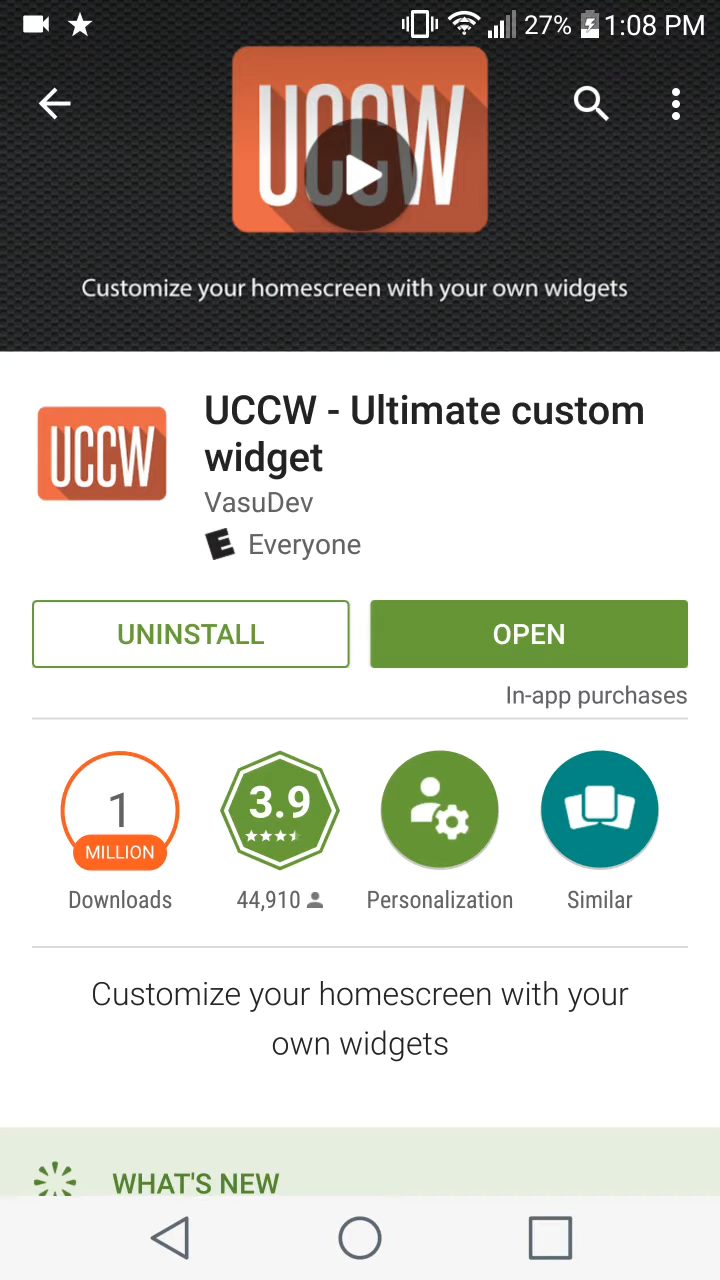 27% 1:08 PM
UCCW
Customize your homescreen with your own widgets
UCCW
UCCW - Ultimate custom
widget
VasuDev
E Everyone
UNINSTALL OPEN
In-app purchases
1 3.9
MILLION
Downloads 44,910 Personalization Similar
Customize your homescreen with your
own widgets
WHAT'S NEW